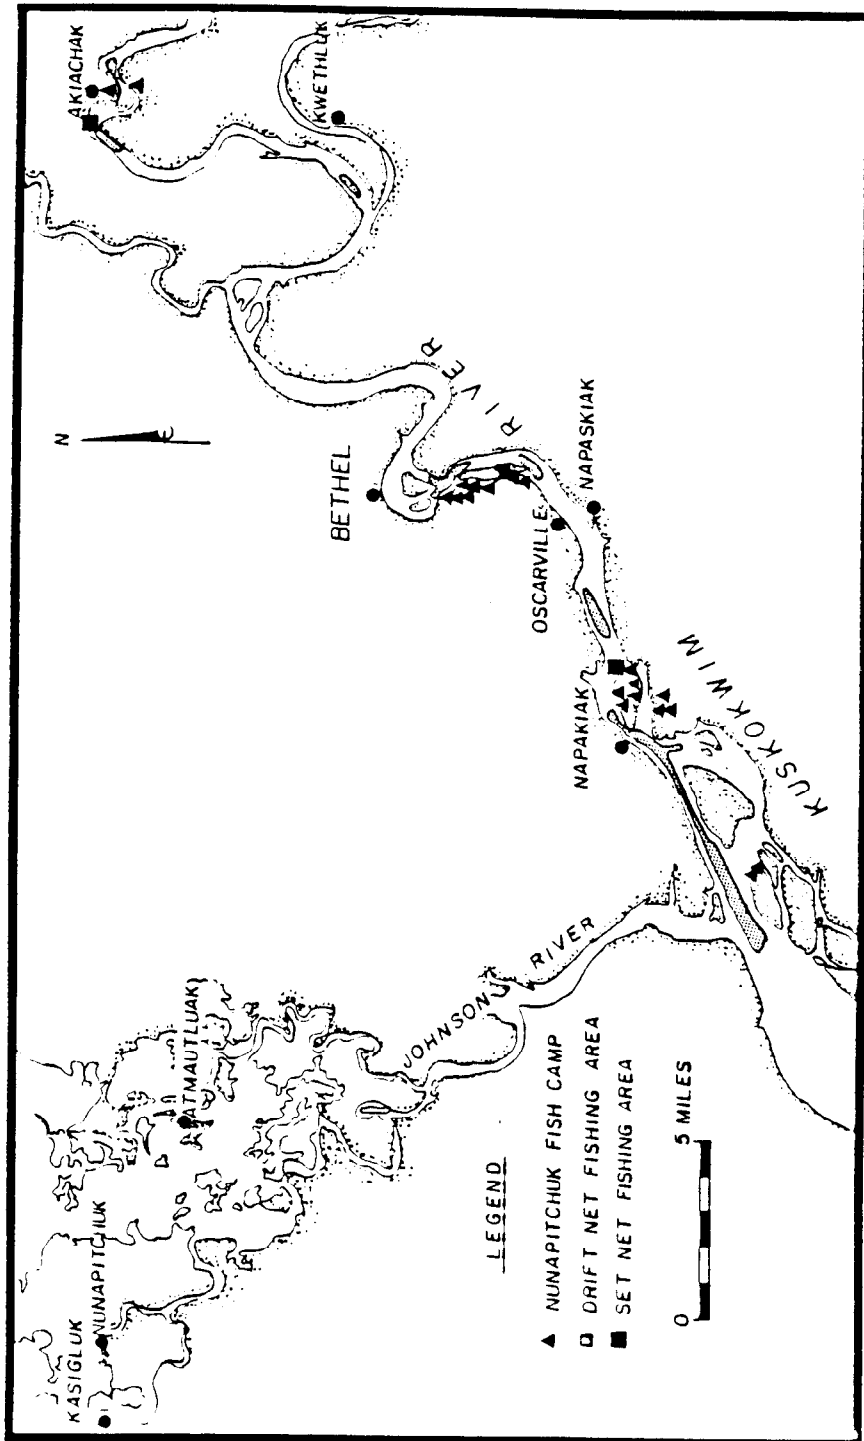 KASIGLUK
NUNAPITCHUK
ATMAUTLUAK
JOHNSON RIVER
NAPAKIAK
OSCARVILLE
NAPASKIAK
BETHEL
N
AKIACHAK
KWETHLUK
KUSKOKWIM RIVER
LEGEND
NUNAPITCHUK FISH CAMP
DRIFT NET FISHING AREA
SET NET FISHING AREA
0 5 MILES